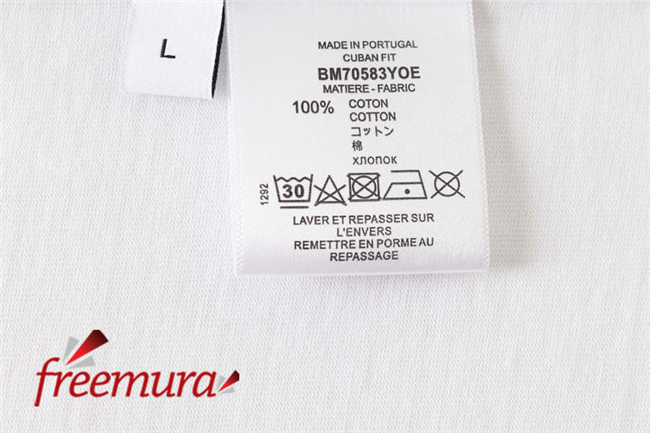 L
MADE IN PORTUGAL
CUBAN FIT
BM70583YOE
MATIERE - FABRIC
100% COTON
COTTON
コットン
棉
хлопок
1292
30
LAVER ET REPASSER SUR
L'ENVERS
REMETTRE EN FORME AU
REPASSAGE
freemura